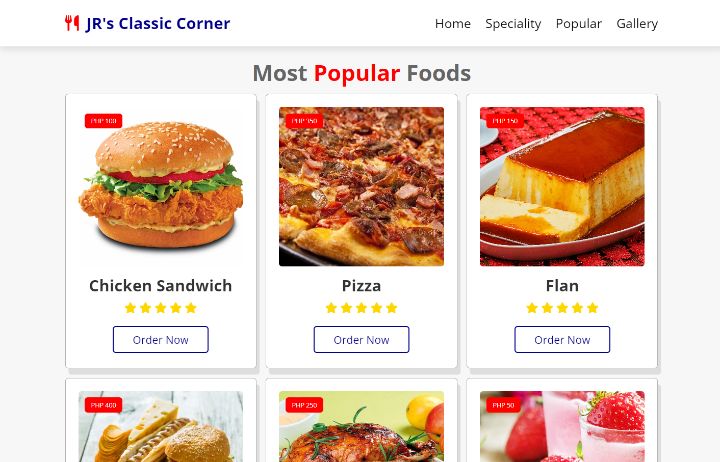 JR's Classic Corner
Home Speciality Popular Gallery
Most Popular Foods
PHP 100
PHP 350
PHP 150
Chicken Sandwich
Pizza
Flan
Order Now
Order Now
Order Now
PHP 400
PHP 250
PHP 50